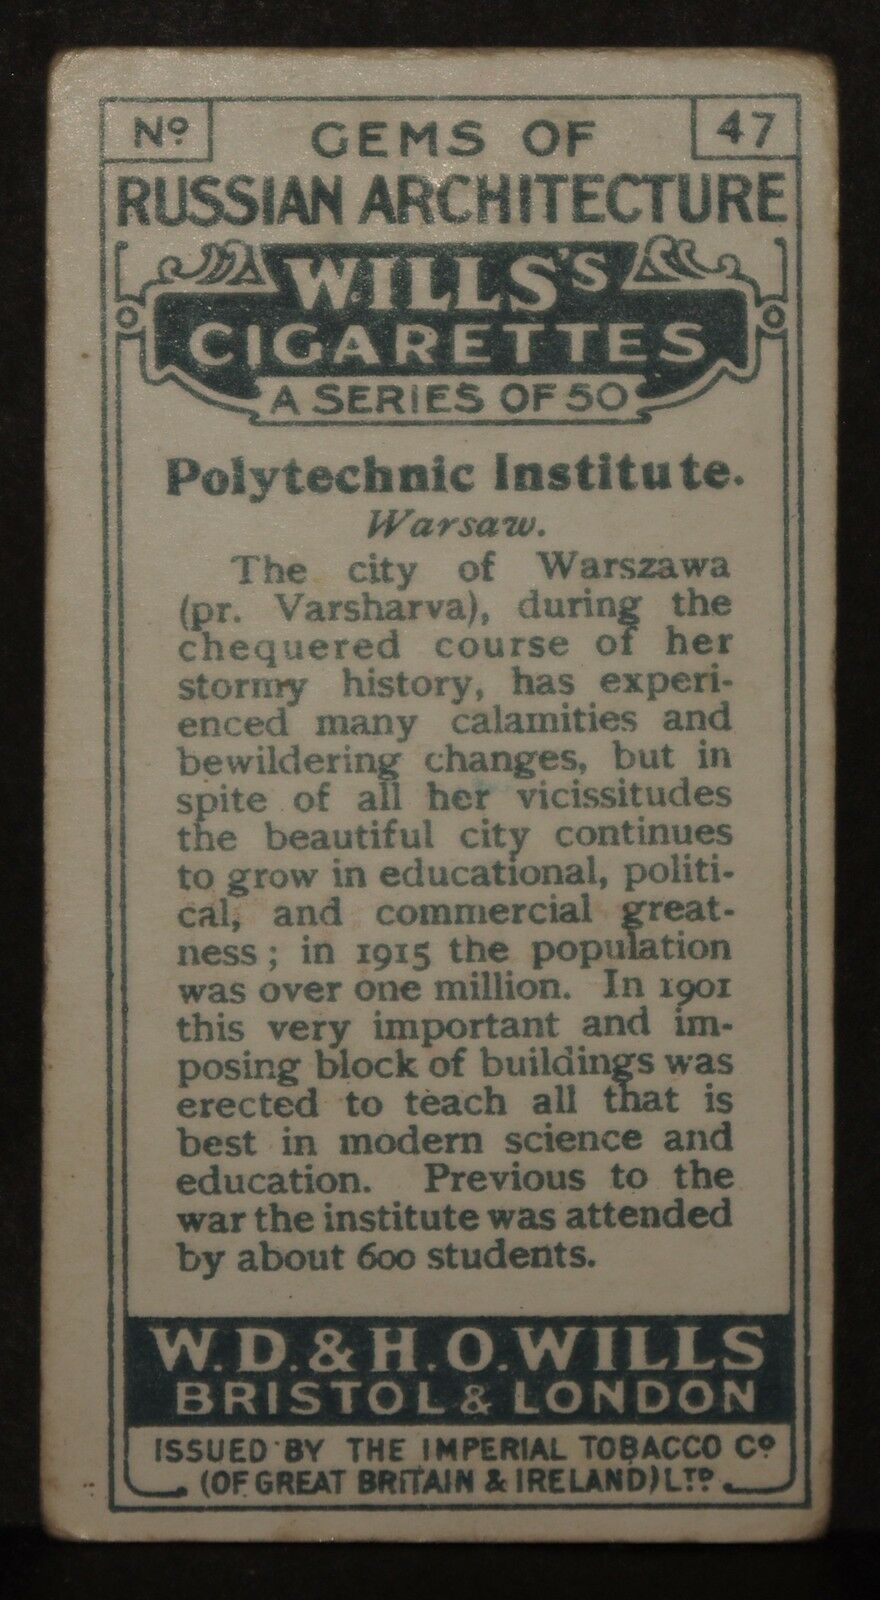 Nº 47
GEMS OF
RUSSIAN ARCHITECTURE
WILLS'S
CIGARETTES
A SERIES OF 50
Polytechnic Institute.
Warsaw.
The city of Warszawa
(pr. Varsharva), during the
chequered course of her
stormy history, has experi-
enced many calamities and
bewildering changes, but in
spite of all her vicissitudes
the beautiful city continues
to grow in educational, politi-
cal, and commercial great-
ness; in 1915 the population
was over one million. In 1901
this very important and im-
posing block of buildings was
erected to teach all that is
best in modern science and
education. Previous to the
war the institute was attended
by about 600 students.
W.D. & H.O. WILLS
BRISTOL & LONDON
ISSUED BY THE IMPERIAL TOBACCO Cº
(OF GREAT BRITAIN & IRELAND) LTD.